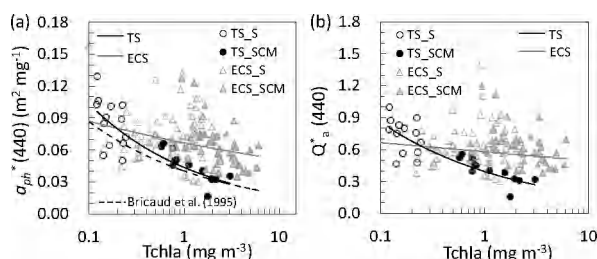 (a)
0.18
0.15
0.12
0.09
0.06
0.03
0.00
a_ph* (440) (m² mg⁻¹)
TS
ECS
TS_S
TS_SCM
ECS_S
ECS_SCM
Bricaud et al. (1995)
0.1 1 10
Tchla (mg m⁻³)
(b)
1.8
1.5
1.2
0.9
0.6
0.3
0.0
Q*_a (440)
TS_S
TS_SCM
ECS_S
ECS_SCM
TS
ECS
0.1 1 10
Tchla (mg m⁻³)